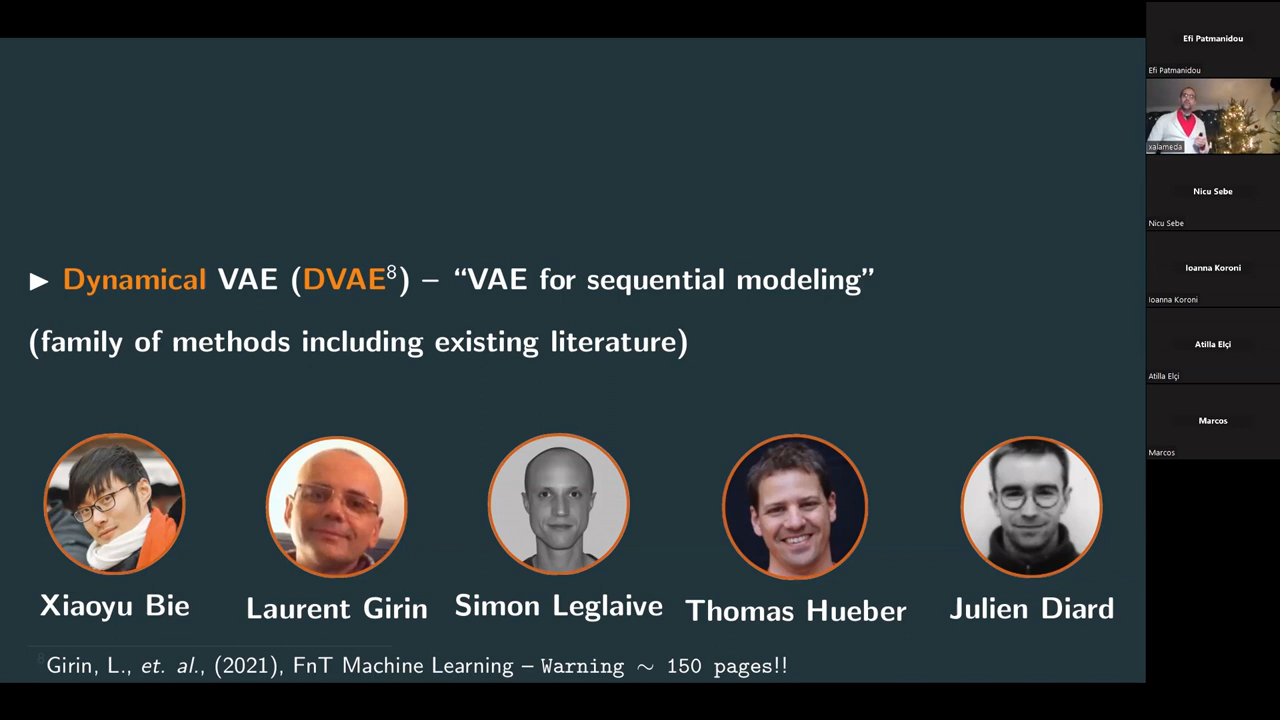 ► Dynamical VAE (DVAE⁸) – “VAE for sequential modeling”
(family of methods including existing literature)
Xiaoyu Bie
Laurent Girin
Simon Leglaive
Thomas Hueber
Julien Diard
⁸Girin, L., et. al., (2021), FnT Machine Learning – Warning ∼ 150 pages!!
Efi Patmanidou
Efi Patmanidou
xalameda
Nicu Sebe
Nicu Sebe
Ioanna Koroni
Ioanna Koroni
Atilla Elçi
Atilla Elçi
Marcos
Marcos